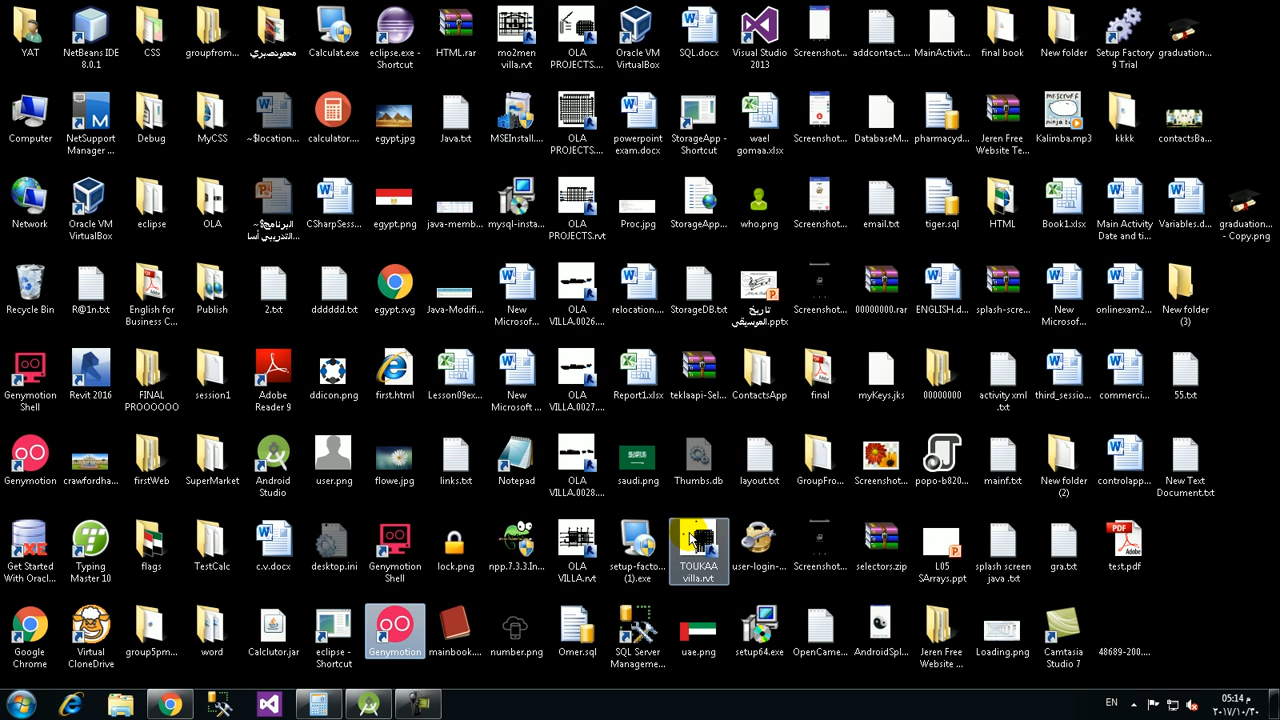 YAT
NetBeans IDE
8.0.1
CSS
groupfrom...
محمد نصيري
Calculat.exe
eclipse.exe -
Shortcut
HTML.rar
mo2men
villa.rvt
OLA
PROJECTS....
Oracle VM
VirtualBox
SQL.docx
Visual Studio
2013
Screenshot...
addcontact....
MainActivit...
final book
New folder
Setup Factory
9 Trial
graduation...
Computer
NetSupport
Manager ...
Debug
MyCSS
~$location...
calculator....
egypt.jpg
Java.txt
MSEInstall...
OLA
PROJECTS....
powerpoint
exam.docx
StorageApp -
Shortcut
wael
gomaa.xlsx
Screenshot...
DatabaseM...
pharmacyd...
Jeren Free
Website Te...
Kalimba.mp3
kkkk
contactsBa...
Network
Oracle VM
VirtualBox
eclipse
OLA
~$البرنامج
التدريبي أسا...
CSharpSess...
egypt.png
java-memb...
mysql-insta...
OLA
PROJECTS.rvt
Proc.jpg
StorageApp...
who.png
Screenshot...
email.txt
tiger.sql
HTML
Book1.xlsx
Main Activity
Date and ti...
Variables.d...
graduation...
- Copy.png
Recycle Bin
R@1n.txt
English for
Business C...
Publish
2.txt
dddddd.txt
egypt.svg
Java-Modifi...
New
Microsof...
OLA
VILLA.0026...
relocation....
StorageDB.txt
تاريخ
الموسيقى.pptx
Screenshot...
00000000.rar
ENGLISH.d...
splash-scre...
New
Microsof...
onlinexam2...
New folder
(3)
Genymotion
Shell
Revit 2016
FINAL
PROOOOOO
session1
Adobe
Reader 9
ddicon.png
first.html
Lesson09ex...
New
Microsoft ...
OLA
VILLA.0027...
Report1.xlsx
teklaapi-Sel...
ContactsApp
final
myKeys.jks
00000000
activity xml
.txt
third_sessio...
commerci...
55.txt
Genymotion
crawfordha...
firstWeb
SuperMarket
Android
Studio
user.png
flowe.jpg
links.txt
Notepad
OLA
VILLA.0028...
saudi.png
Thumbs.db
layout.txt
GroupFro...
Screenshot...
popo-b820...
mainf.txt
New folder
(2)
controlapp...
New Text
Document.txt
Get Started
With Oracl...
Typing
Master 10
flags
TestCalc
c.v.docx
desktop.ini
Genymotion
Shell
lock.png
npp.7.3.3.In...
OLA
VILLA.rvt
setup-facto...
(1).exe
TOUKAA
villa.rvt
user-login-...
Screenshot...
selectors.zip
L05
SArrays.ppt
splash screen
java .txt
gra.txt
test.pdf
Google
Chrome
Virtual
CloneDrive
group5pm...
word
Calclutor.jar
eclipse -
Shortcut
Genymotion
mainbook....
number.png
Omer.sql
SQL Server
Manageme...
uae.png
setup64.exe
OpenCame...
AndroidSpl...
Jeren Free
Website ...
Loading.png
Camtasia
Studio 7
48689-200....
EN
05:14 م
٢٠١٧/١٠/٣٠